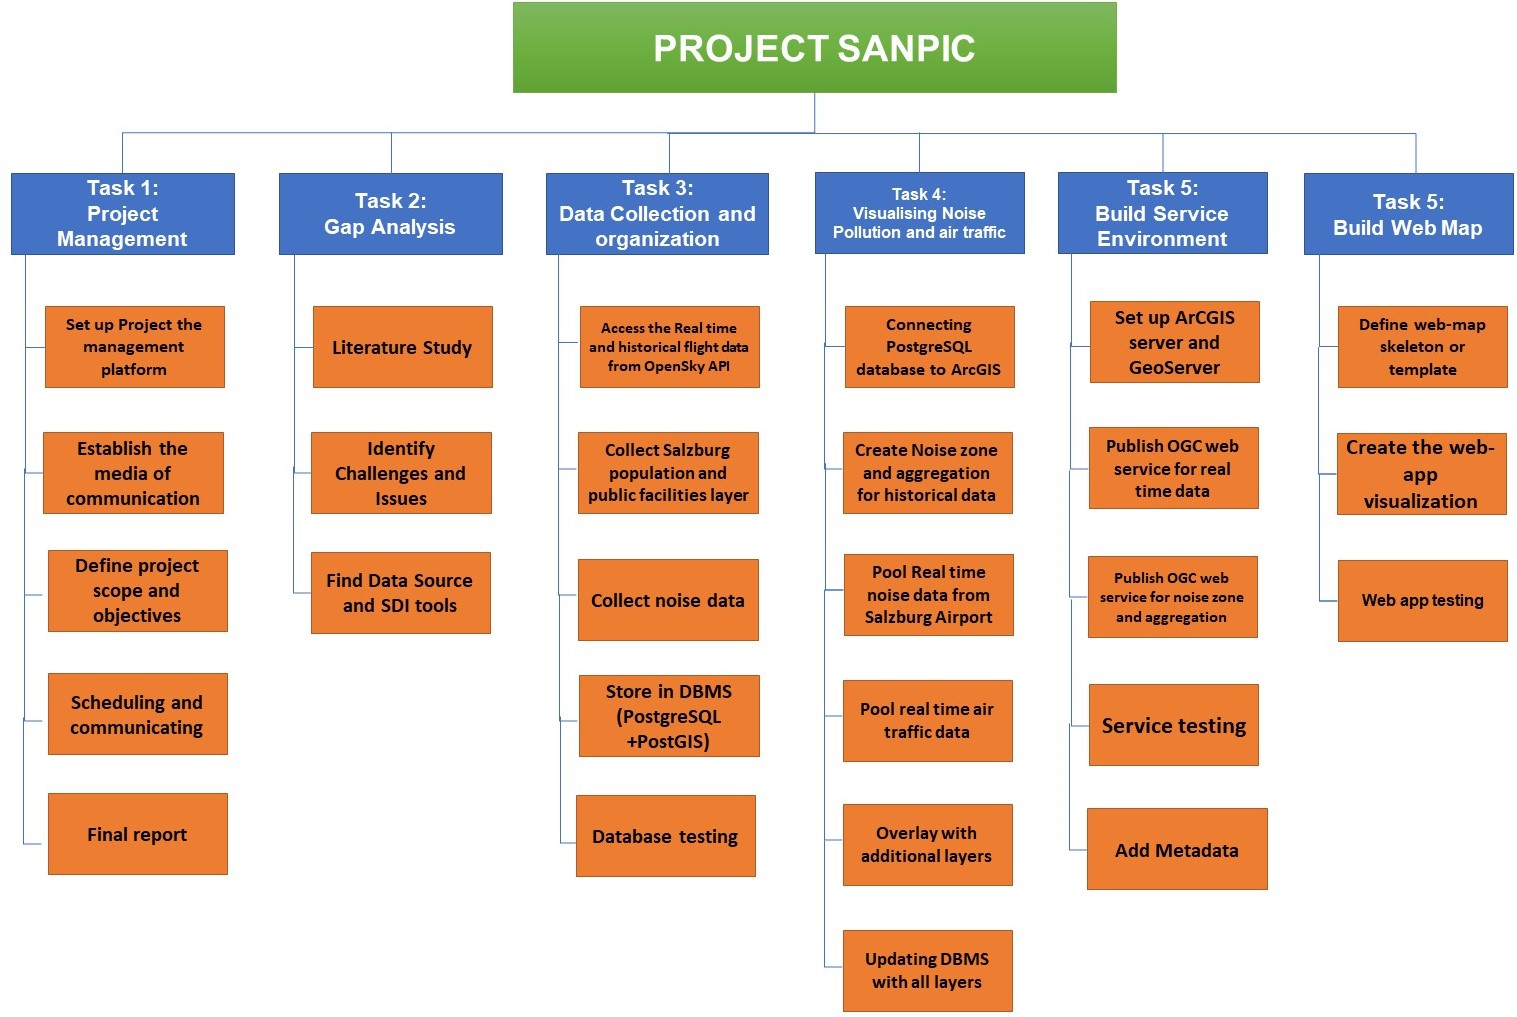 PROJECT SANPIC
Task 1:
Project
Management
Set up Project the
management
platform
Establish the
media of
communication
Define project
scope and
objectives
Scheduling and
communicating
Final report
Task 2:
Gap Analysis
Literature Study
Identify
Challenges and
Issues
Find Data Source
and SDI tools
Task 3:
Data Collection and
organization
Access the Real time
and historical flight data
from OpenSky API
Collect Salzburg
population and
public facilities layer
Collect noise data
Store in DBMS
(PostgreSQL
+PostGIS)
Database testing
Task 4:
Visualising Noise
Pollution and air traffic
Connecting
PostgreSQL
database to ArcGIS
Create Noise zone
and aggregation
for historical data
Pool Real time
noise data from
Salzburg Airport
Pool real time air
traffic data
Overlay with
additional layers
Updating DBMS
with all layers
Task 5:
Build Service
Environment
Set up ArCGIS
server and
GeoServer
Publish OGC web
service for real
time data
Publish OGC web
service for noise zone
and aggregation
Service testing
Add Metadata
Task 5:
Build Web Map
Define web-map
skeleton or
template
Create the web-
app
visualization
Web app testing